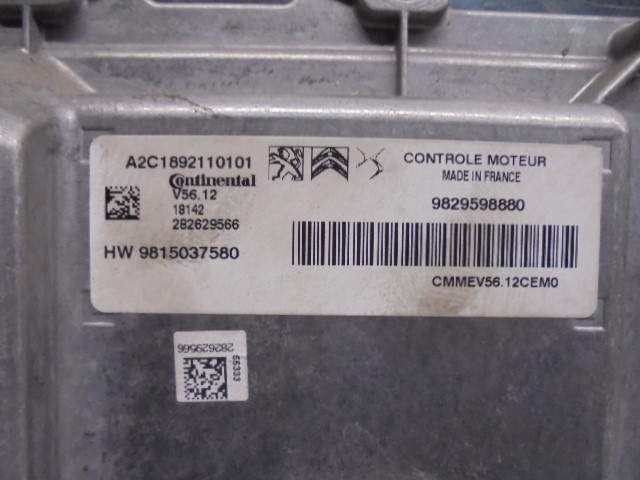 A2C1892110101
CONTROLE MOTEUR
MADE IN FRANCE
Continental
V56.12
18142
282629566
9829598880
HW 9815037580
CMMEV56.12CEM0
282629566
55333